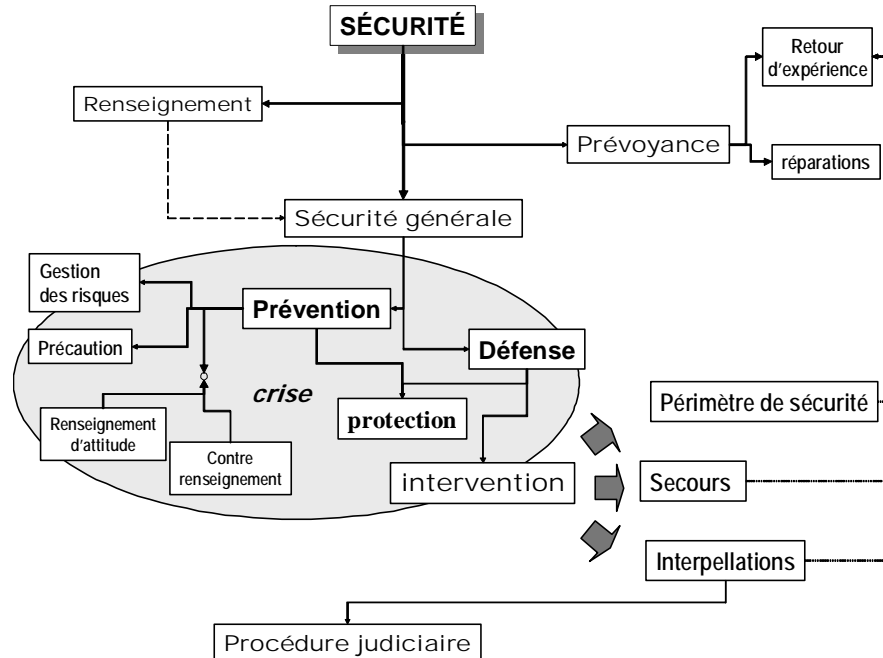 SÉCURITÉ
Retour
d'expérience
Renseignement
Prévoyance
réparations
Sécurité générale
Gestion
des risques
Prévention
Précaution
Défense
crise
Périmètre de sécurité
protection
Renseignement
d'attitude
Contre
renseignement
intervention
Secours
Interpellations
Procédure judiciaire